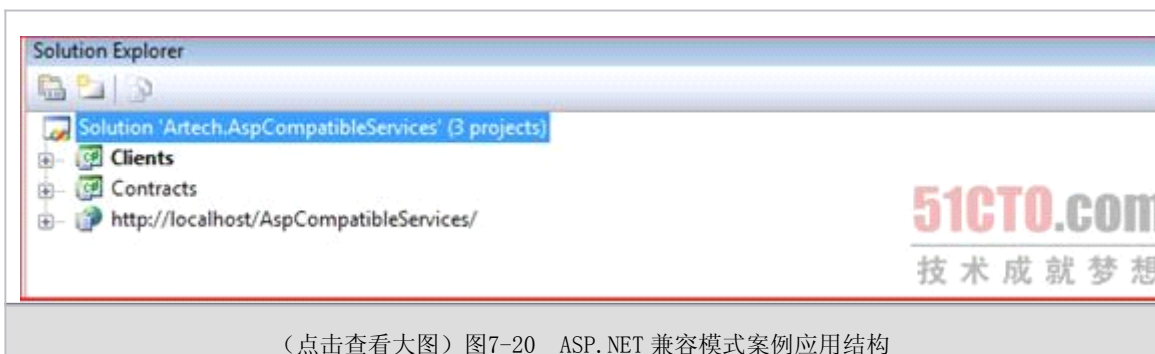 Solution Explorer
Solution 'Artech.AspCompatibleServices' (3 projects)
Clients
Contracts
http://localhost/AspCompatibleServices/
51CTO.com
技术成就梦想
（点击查看大图）图7-20 ASP.NET 兼容模式案例应用结构